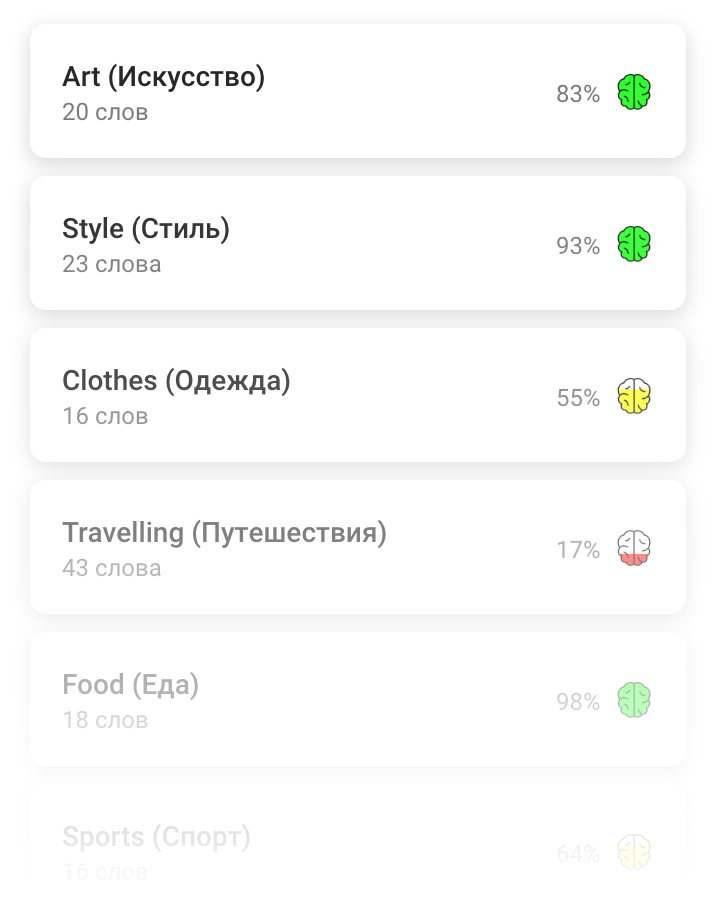 Art (Искусство)
20 слов
83%
Style (Стиль)
23 слова
93%
Clothes (Одежда)
16 слов
55%
Travelling (Путешествия)
43 слова
17%
Food (Еда)
18 слов
98%
Sports (Спорт)
16 слов
64%